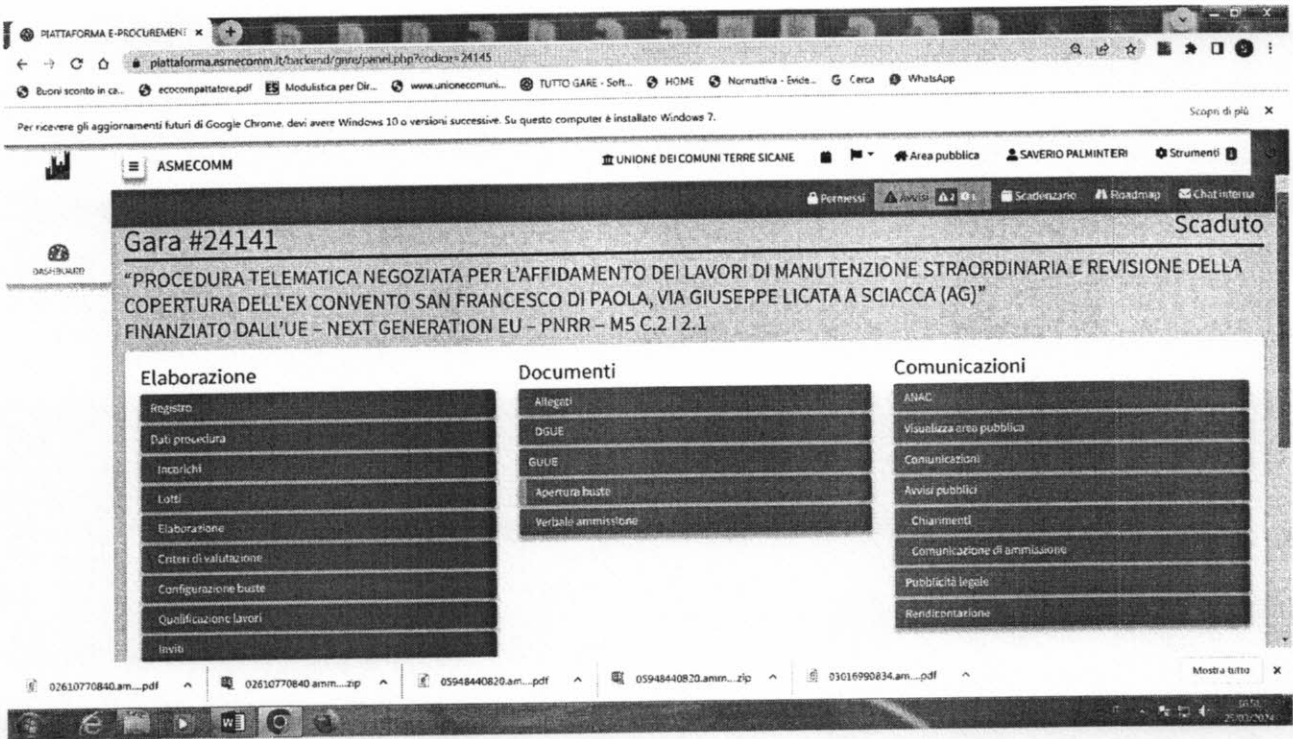 PIATTAFORMA E-PROCUREMENT
piattaforma.asmecomm.it/backend/gare/panel.php?codice=24145
Buoni sconto in ca... ecocompattatore.pdf ES Modulistica per Dir... www.unionecomuni... TUTTO GARE - Soft... HOME Normattiva - Evide... G Cerca WhatsApp
Per ricevere gli aggiornamenti futuri di Google Chrome, devi avere Windows 10 o versioni successive. Su questo computer è installato Windows 7. Scopri di più
ASMECOMM UNIONE DEI COMUNI TERRE SICANE Area pubblica SAVERIO PALMINTERI Strumenti
Permessi Avvisi 2 Scadenzario Roadmap Chat interna
Gara #24141 Scaduto
DASHBOARD
“PROCEDURA TELEMATICA NEGOZIATA PER L’AFFIDAMENTO DEI LAVORI DI MANUTENZIONE STRAORDINARIA E REVISIONE DELLA
COPERTURA DELL'EX CONVENTO SAN FRANCESCO DI PAOLA, VIA GIUSEPPE LICATA A SCIACCA (AG)”
FINANZIATO DALL’UE – NEXT GENERATION EU – PNRR – M5 C.2 I 2.1
Elaborazione
Registro
Dati procedura
Incarichi
Lotti
Elaborazione
Criteri di valutazione
Configurazione buste
Qualificazione lavori
Inviti
Documenti
Allegati
DGUE
GUUE
Apertura buste
Verbale ammissione
Comunicazioni
ANAC
Visualizza area pubblica
Comunicazioni
Avvisi pubblici
Chiarimenti
Comunicazione di ammissione
Pubblicità legale
Rendicontazione
02610770840.am....pdf 02610770840.amm....zip 05948440820.am....pdf 05948440820.amm....zip 03016990834.am....pdf Mostra tutto
25/03/2024